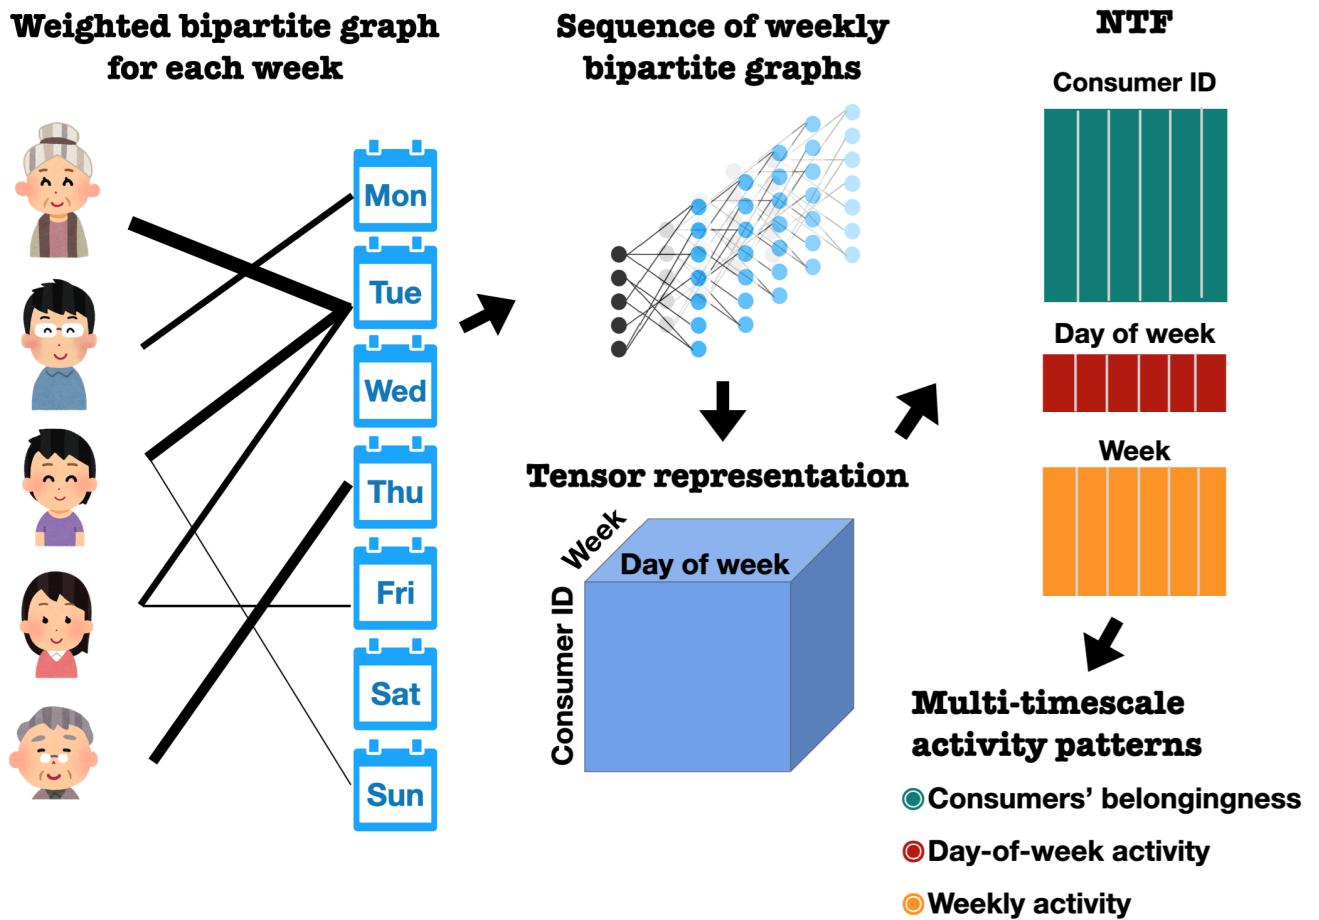 Weighted bipartite graph
for each week
Mon
Tue
Wed
Thu
Fri
Sat
Sun
Sequence of weekly
bipartite graphs
Tensor representation
Week
Day of week
Consumer ID
NTF
Consumer ID
Day of week
Week
Multi-timescale
activity patterns
Consumers’ belongingness
Day-of-week activity
Weekly activity